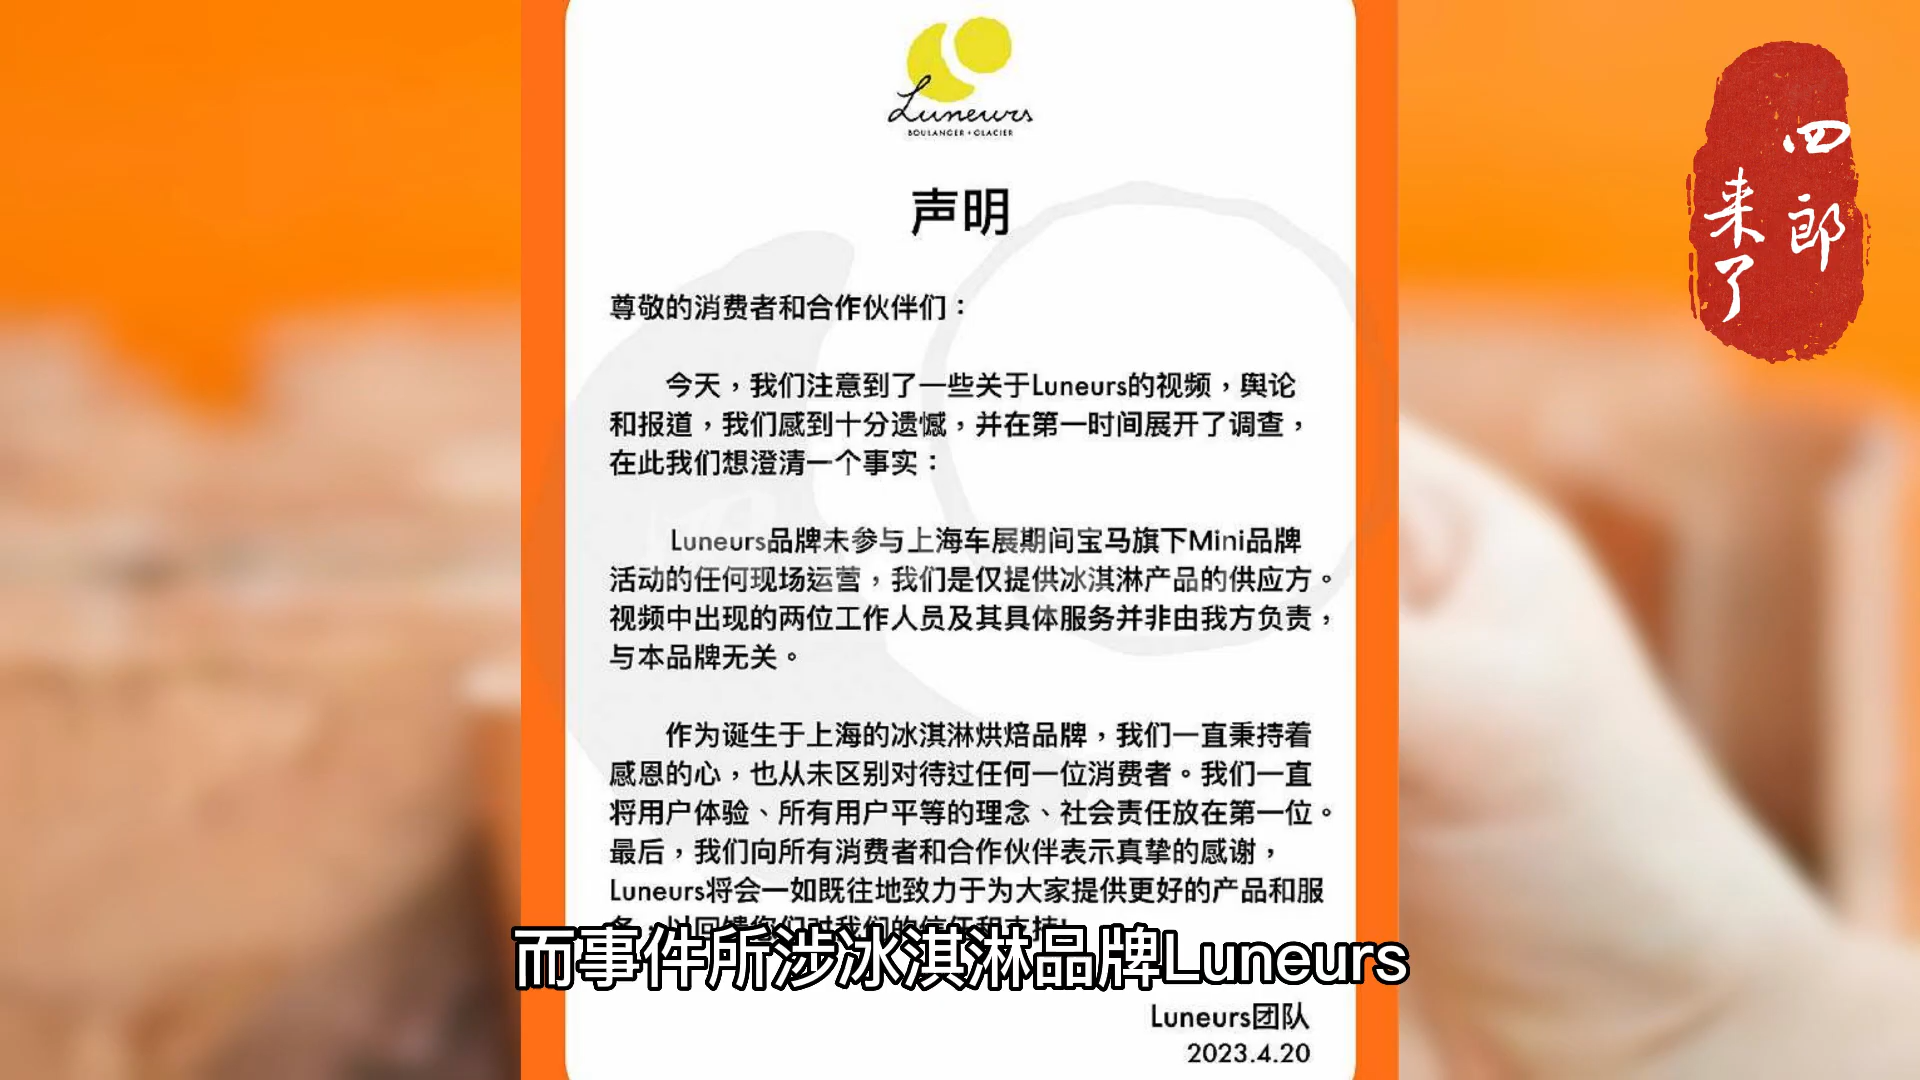 Luneurs
BOULANGER + GLACIER
声明
尊敬的消费者和合作伙伴们：
今天，我们注意到了一些关于Luneurs的视频，舆论
和报道，我们感到十分遗憾，并在第一时间展开了调查，
在此我们想澄清一个事实：
Luneurs品牌未参与上海车展期间宝马旗下Mini品牌
活动的任何现场运营，我们是仅提供冰淇淋产品的供应方。
视频中出现的两位工作人员及其具体服务并非由我方负责，
与本品牌无关。
作为诞生于上海的冰淇淋烘焙品牌，我们一直秉持着
感恩的心，也从未区别对待过任何一位消费者。我们一直
将用户体验、所有用户平等的理念、社会责任放在第一位。
最后，我们向所有消费者和合作伙伴表示真挚的感谢，
Luneurs将会一如既往地致力于为大家提供更好的产品和服
务，以回馈您们对我们的信任和支持！
而事件所涉冰淇淋品牌Luneurs
Luneurs团队
2023.4.20
四郎
来了